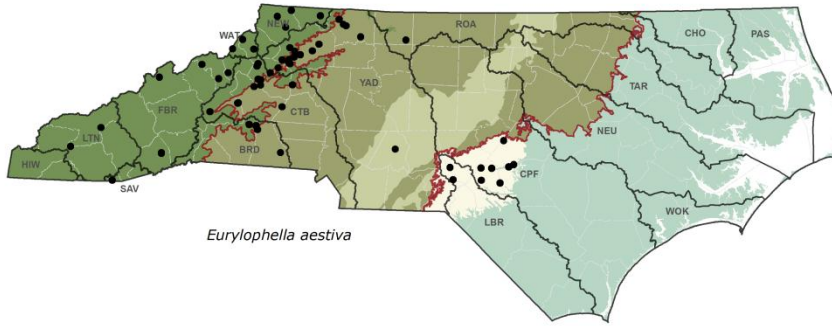 NEW
ROA
WAT
CHO
PAS
YAD
TAR
FBR
CTB
LTN
NEU
HIW
BRD
CPF
SAV
WOK
LBR
Eurylophella aestiva